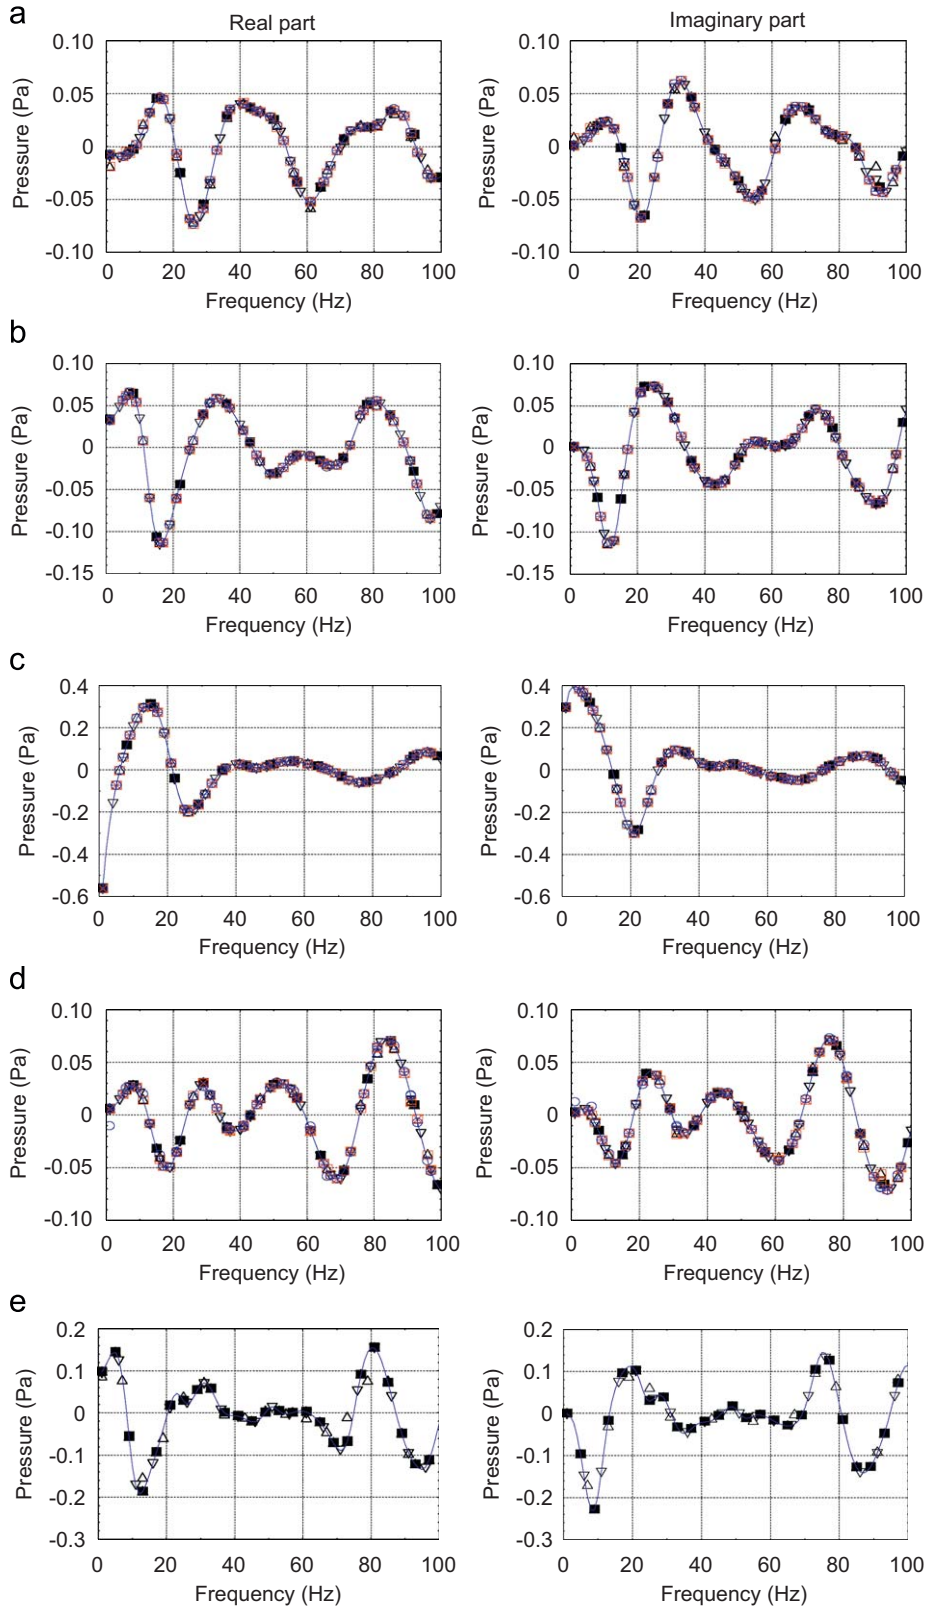 a
Real part
Imaginary part
0.10
0.05
0
-0.05
-0.10
Pressure (Pa)
0 20 40 60 80 100
Frequency (Hz)
0.10
0.05
0
-0.05
-0.10
Pressure (Pa)
0 20 40 60 80 100
Frequency (Hz)
b
0.10
0.05
0
-0.05
-0.10
-0.15
Pressure (Pa)
0 20 40 60 80 100
Frequency (Hz)
0.10
0.05
0
-0.05
-0.10
-0.15
Pressure (Pa)
0 20 40 60 80 100
Frequency (Hz)
c
0.4
0.2
0
-0.2
-0.4
-0.6
Pressure (Pa)
0 20 40 60 80 100
Frequency (Hz)
0.4
0.2
0
-0.2
-0.4
-0.6
Pressure (Pa)
0 20 40 60 80 100
Frequency (Hz)
d
0.10
0.05
0
-0.05
-0.10
Pressure (Pa)
0 20 40 60 80 100
Frequency (Hz)
0.10
0.05
0
-0.05
-0.10
Pressure (Pa)
0 20 40 60 80 100
Frequency (Hz)
e
0.2
0.1
0
-0.1
-0.2
-0.3
Pressure (Pa)
0 20 40 60 80 100
Frequency (Hz)
0.2
0.1
0
-0.1
-0.2
-0.3
Pressure (Pa)
0 20 40 60 80 100
Frequency (Hz)